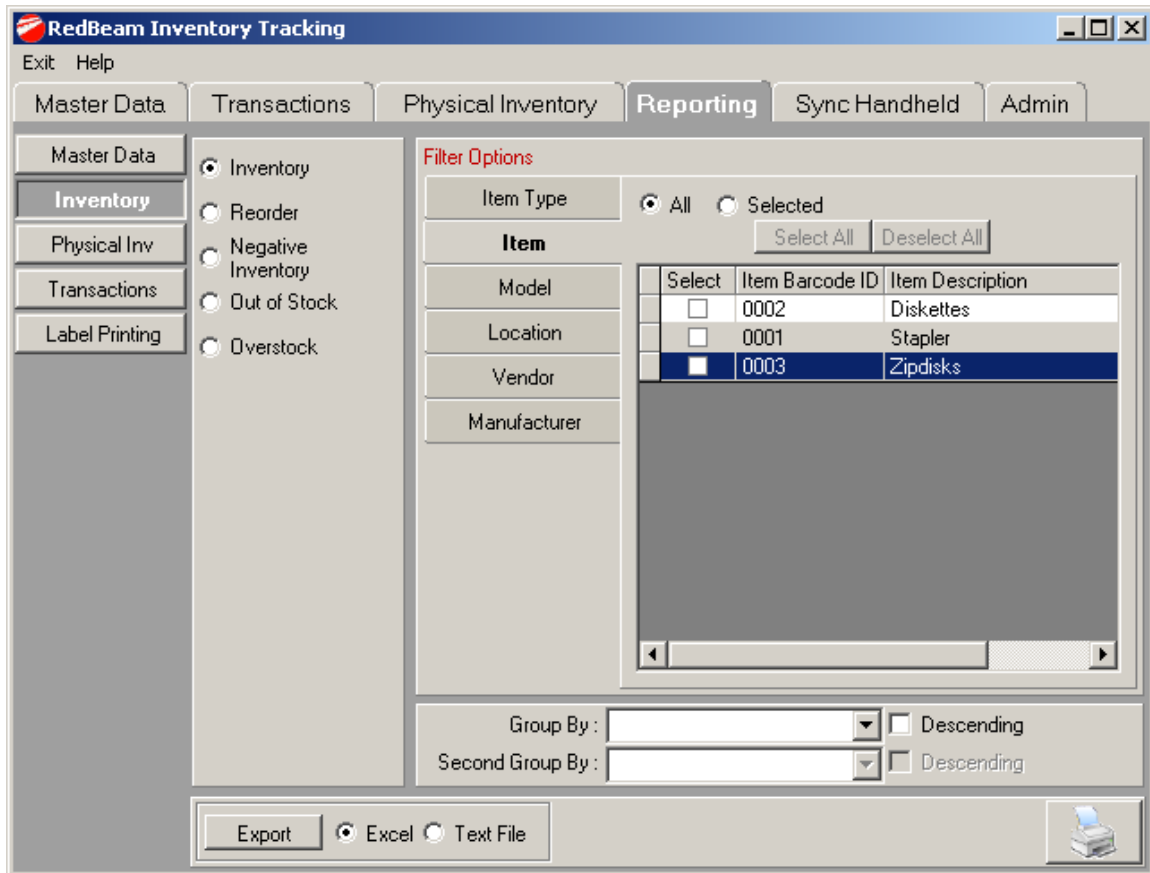 RedBeam Inventory Tracking
Exit Help
Master Data Transactions Physical Inventory Reporting Sync Handheld Admin
Master Data
Inventory
Physical Inv
Transactions
Label Printing
Inventory
Reorder
Negative
Inventory
Out of Stock
Overstock
Filter Options
Item Type
Item
Model
Location
Vendor
Manufacturer
All Selected
Select All Deselect All
Select Item Barcode ID Item Description
0002 Diskettes
0001 Stapler
0003 Zipdisks
Group By : Descending
Second Group By : Descending
Export Excel Text File